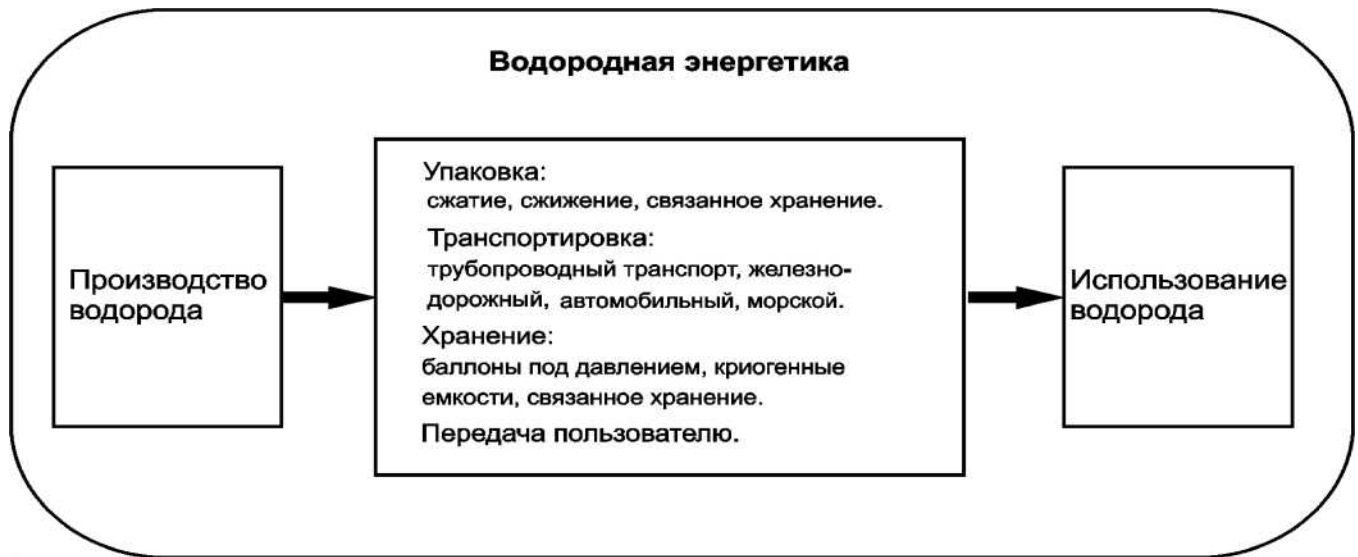 Водородная энергетика
Производство
водорода
Упаковка:
сжатие, сжижение, связанное хранение.
Транспортировка:
трубопроводный транспорт, железно-
дорожный, автомобильный, морской.
Хранение:
баллоны под давлением, криогенные
емкости, связанное хранение.
Передача пользователю.
Использование
водорода